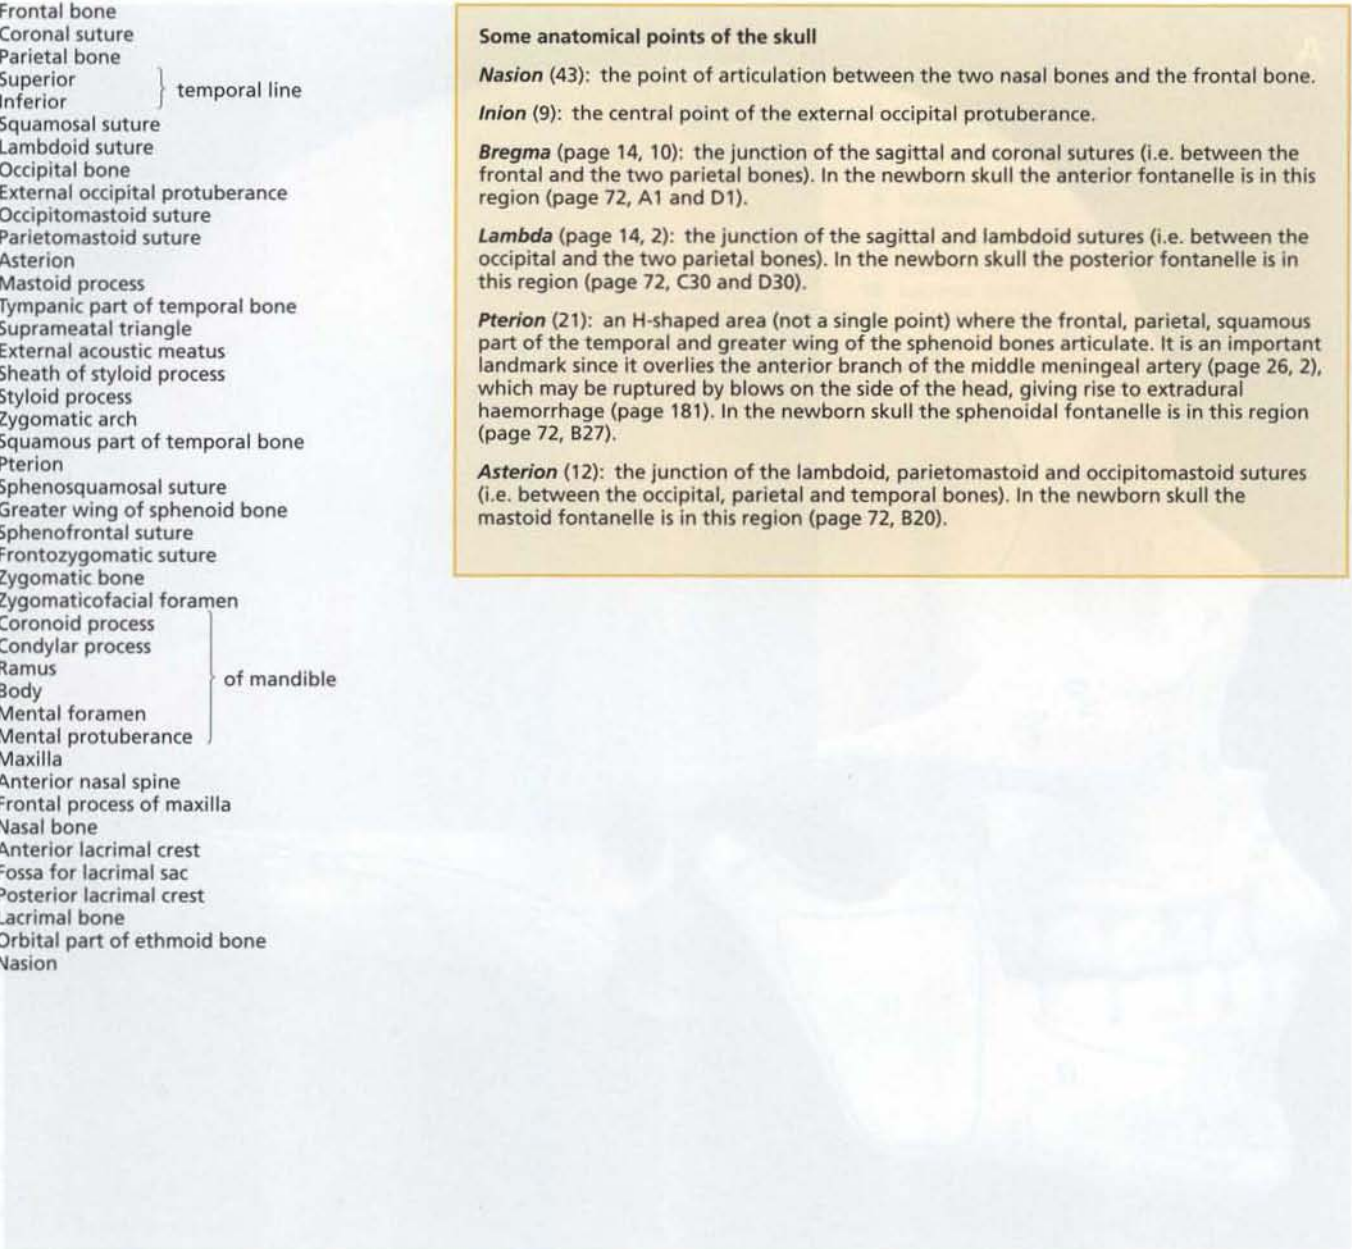 Frontal bone
Coronal suture
Parietal bone
Superior
Inferior
temporal line
Squamosal suture
Lambdoid suture
Occipital bone
External occipital protuberance
Occipitomastoid suture
Parietomastoid suture
Asterion
Mastoid process
Tympanic part of temporal bone
Suprameatal triangle
External acoustic meatus
Sheath of styloid process
Styloid process
Zygomatic arch
Squamous part of temporal bone
Pterion
Sphenosquamosal suture
Greater wing of sphenoid bone
Sphenofrontal suture
Frontozygomatic suture
Zygomatic bone
Zygomaticofacial foramen
Coronoid process
Condylar process
Ramus
Body
Mental foramen
Mental protuberance
of mandible
Maxilla
Anterior nasal spine
Frontal process of maxilla
Nasal bone
Anterior lacrimal crest
Fossa for lacrimal sac
Posterior lacrimal crest
Lacrimal bone
Orbital part of ethmoid bone
Nasion
Some anatomical points of the skull
Nasion (43): the point of articulation between the two nasal bones and the frontal bone.
Inion (9): the central point of the external occipital protuberance.
Bregma (page 14, 10): the junction of the sagittal and coronal sutures (i.e. between the
frontal and the two parietal bones). In the newborn skull the anterior fontanelle is in this
region (page 72, A1 and D1).
Lambda (page 14, 2): the junction of the sagittal and lambdoid sutures (i.e. between the
occipital and the two parietal bones). In the newborn skull the posterior fontanelle is in
this region (page 72, C30 and D30).
Pterion (21): an H-shaped area (not a single point) where the frontal, parietal, squamous
part of the temporal and greater wing of the sphenoid bones articulate. It is an important
landmark since it overlies the anterior branch of the middle meningeal artery (page 26, 2),
which may be ruptured by blows on the side of the head, giving rise to extradural
haemorrhage (page 181). In the newborn skull the sphenoidal fontanelle is in this region
(page 72, B27).
Asterion (12): the junction of the lambdoid, parietomastoid and occipitomastoid sutures
(i.e. between the occipital, parietal and temporal bones). In the newborn skull the
mastoid fontanelle is in this region (page 72, B20).